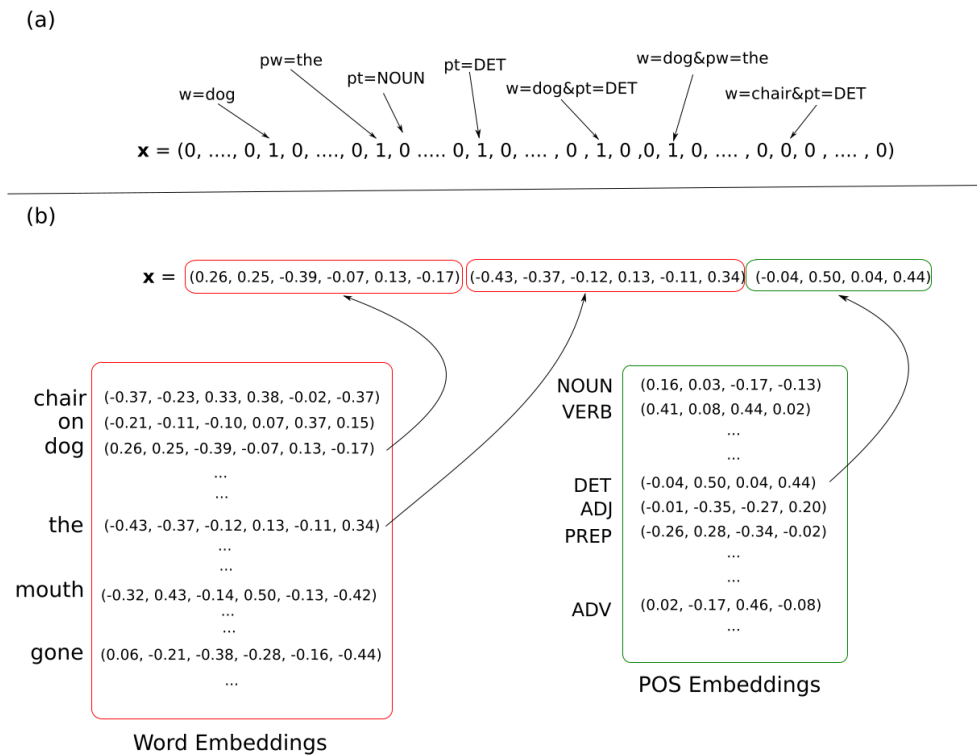 (a)
pw=the
w=dog&pw=the
pt=NOUN
pt=DET
w=dog
w=dog&pt=DET
w=chair&pt=DET
x = (0, ...., 0, 1, 0, ...., 0, 1, 0 ..... 0, 1, 0, .... , 0 , 1, 0 ,0, 1, 0, .... , 0, 0, 0 , .... , 0)
(b)
x = (0.26, 0.25, -0.39, -0.07, 0.13, -0.17) (-0.43, -0.37, -0.12, 0.13, -0.11, 0.34) (-0.04, 0.50, 0.04, 0.44)
chair (-0.37, -0.23, 0.33, 0.38, -0.02, -0.37)
on (-0.21, -0.11, -0.10, 0.07, 0.37, 0.15)
dog (0.26, 0.25, -0.39, -0.07, 0.13, -0.17)
...
...
the (-0.43, -0.37, -0.12, 0.13, -0.11, 0.34)
...
...
mouth (-0.32, 0.43, -0.14, 0.50, -0.13, -0.42)
...
...
gone (0.06, -0.21, -0.38, -0.28, -0.16, -0.44)
...
Word Embeddings
NOUN (0.16, 0.03, -0.17, -0.13)
VERB (0.41, 0.08, 0.44, 0.02)
...
...
DET (-0.04, 0.50, 0.04, 0.44)
ADJ (-0.01, -0.35, -0.27, 0.20)
PREP (-0.26, 0.28, -0.34, -0.02)
...
...
ADV (0.02, -0.17, 0.46, -0.08)
...
POS Embeddings